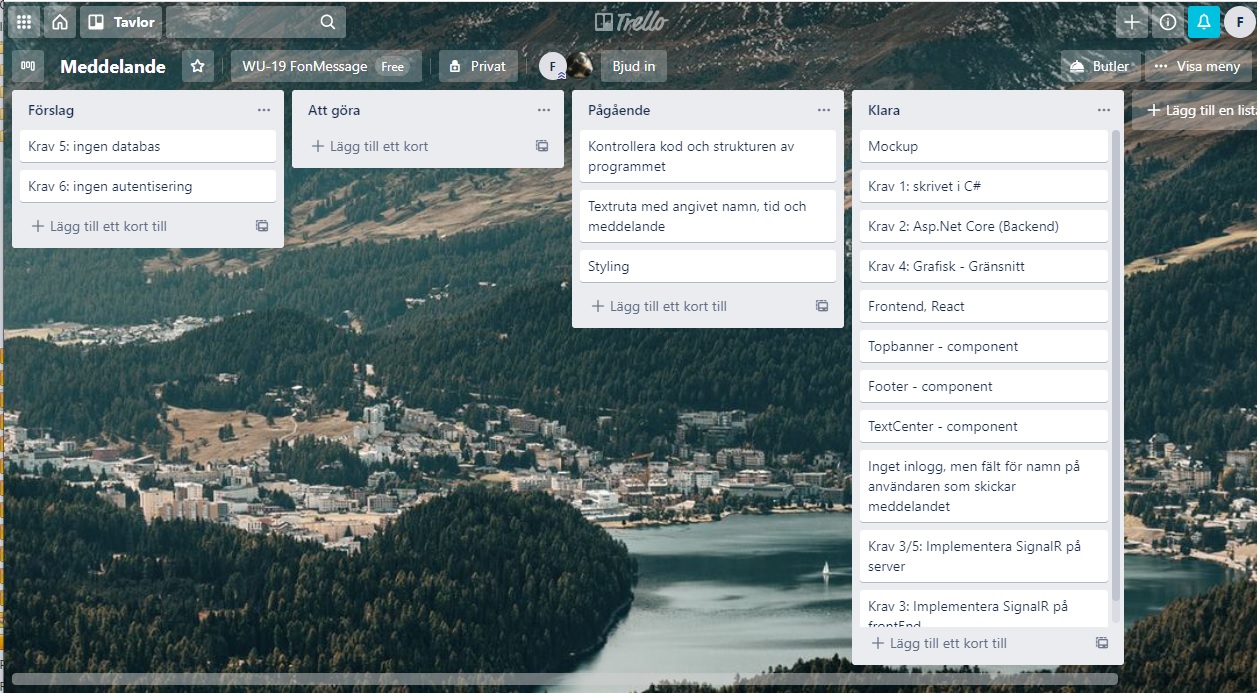 Tavlor
Trello
F
Meddelande
WU-19 FonMessage Free
Privat
F
Bjud in
Butler
Visa meny
Förslag
Krav 5: ingen databas
Krav 6: ingen autentisering
Lägg till ett kort till
Att göra
Lägg till ett kort
Pågående
Kontrollera kod och strukturen av
programmet
Textruta med angivet namn, tid och
meddelande
Styling
Lägg till ett kort till
Klara
Mockup
Krav 1: skrivet i C#
Krav 2: Asp.Net Core (Backend)
Krav 4: Grafisk - Gränsnitt
Frontend, React
Topbanner - component
Footer - component
TextCenter - component
Inget inlogg, men fält för namn på
användaren som skickar
meddelandet
Krav 3/5: Implementera SignalR på
server
Krav 3: Implementera SignalR på
frontEnd
Lägg till ett kort till
Lägg till en lista